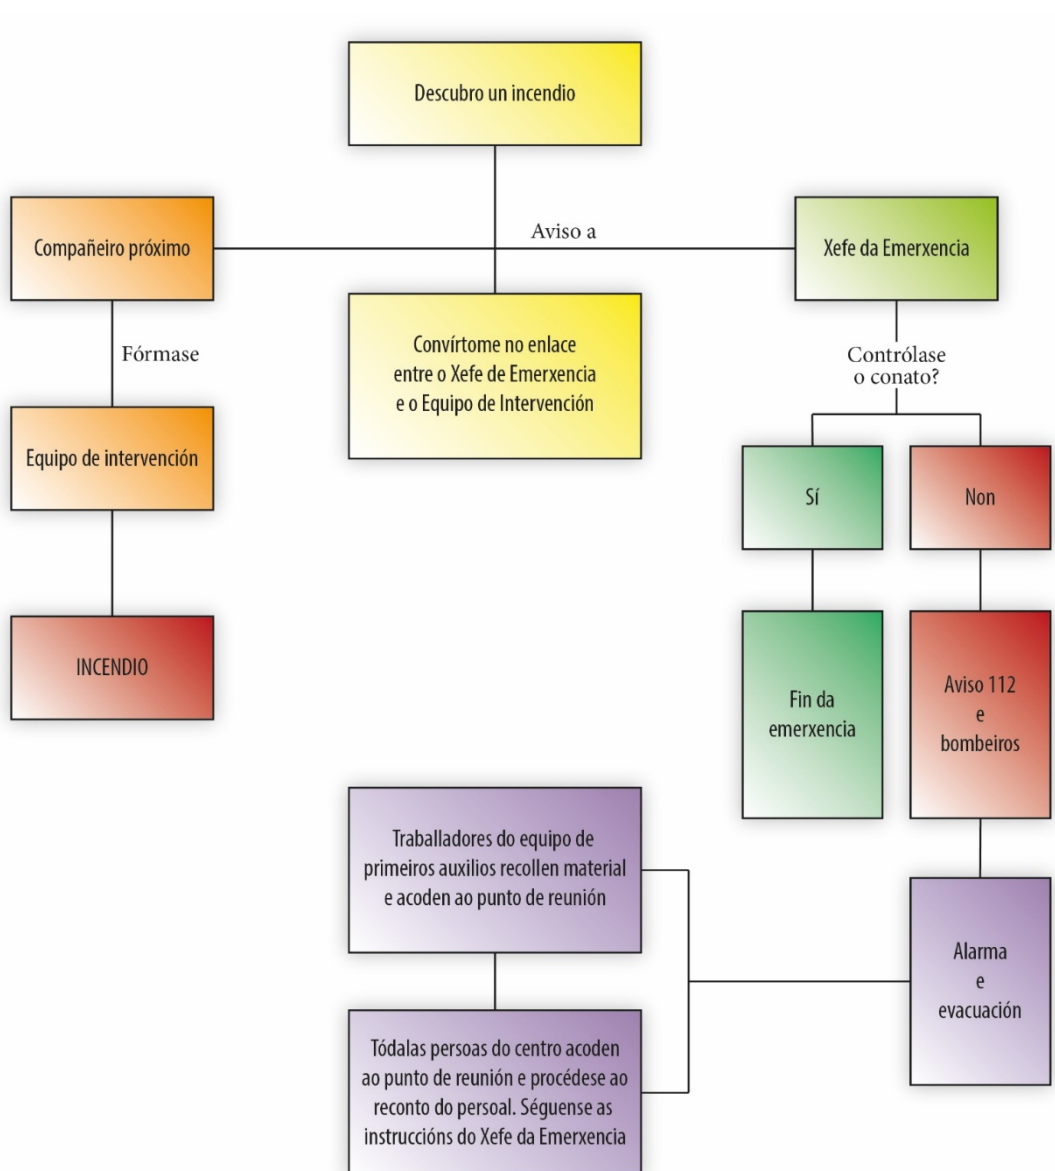 Descubro un incendio
Compañeiro próximo
Aviso a
Xefe da Emerxencia
Convírtome no enlace
entre o Xefe de Emerxencia
e o Equipo de Intervención
Fórmase
Contrólase
o conato?
Equipo de intervención
Sí
Non
INCENDIO
Fin da
emerxencia
Aviso 112
e
bombeiros
Traballadores do equipo de
primeiros auxilios recollen material
e acoden ao punto de reunión
Alarma
e
evacuación
Tódalas persoas do centro acoden
ao punto de reunión e procédese ao
reconto do persoal. Séguense as
instruccións do Xefe da Emerxencia